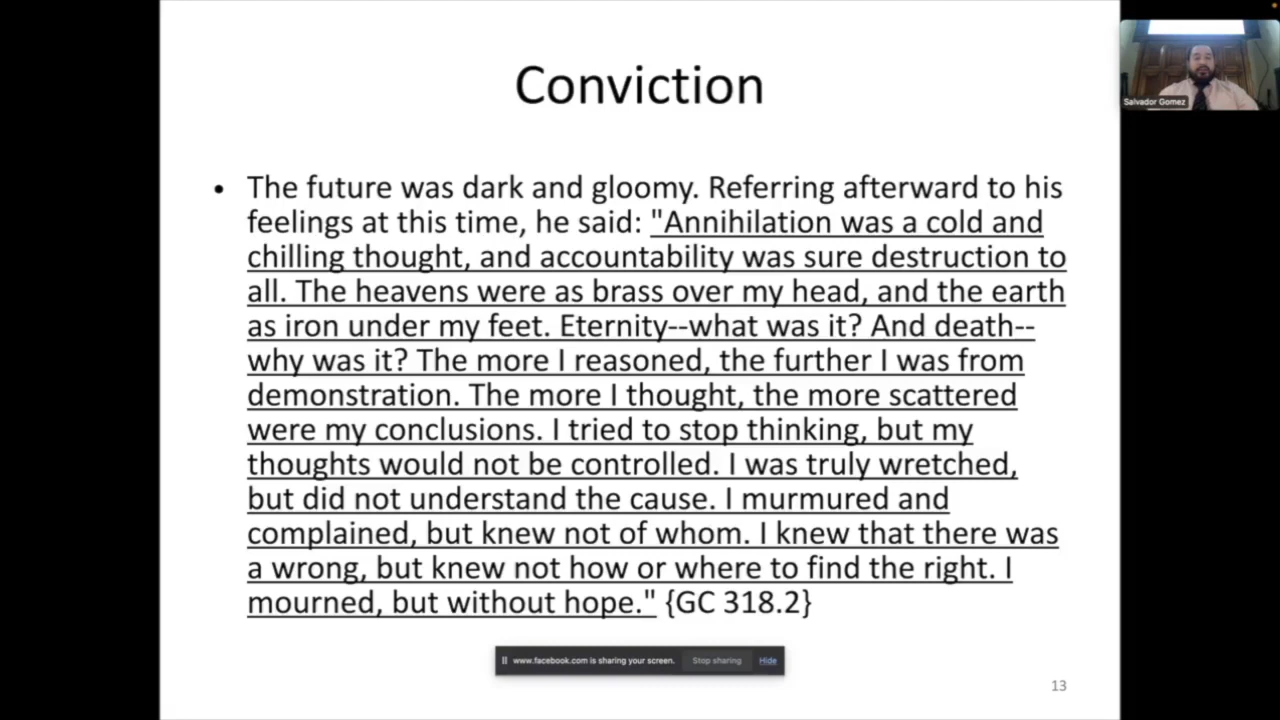 Conviction
• The future was dark and gloomy. Referring afterward to his
feelings at this time, he said: "Annihilation was a cold and
chilling thought, and accountability was sure destruction to
all. The heavens were as brass over my head, and the earth
as iron under my feet. Eternity--what was it? And death--
why was it? The more I reasoned, the further I was from
demonstration. The more I thought, the more scattered
were my conclusions. I tried to stop thinking, but my
thoughts would not be controlled. I was truly wretched,
but did not understand the cause. I murmured and
complained, but knew not of whom. I knew that there was
a wrong, but knew not how or where to find the right. I
mourned, but without hope." {GC 318.2}
www.facebook.com is sharing your screen. Stop sharing Hide
13
Salvador Gomez